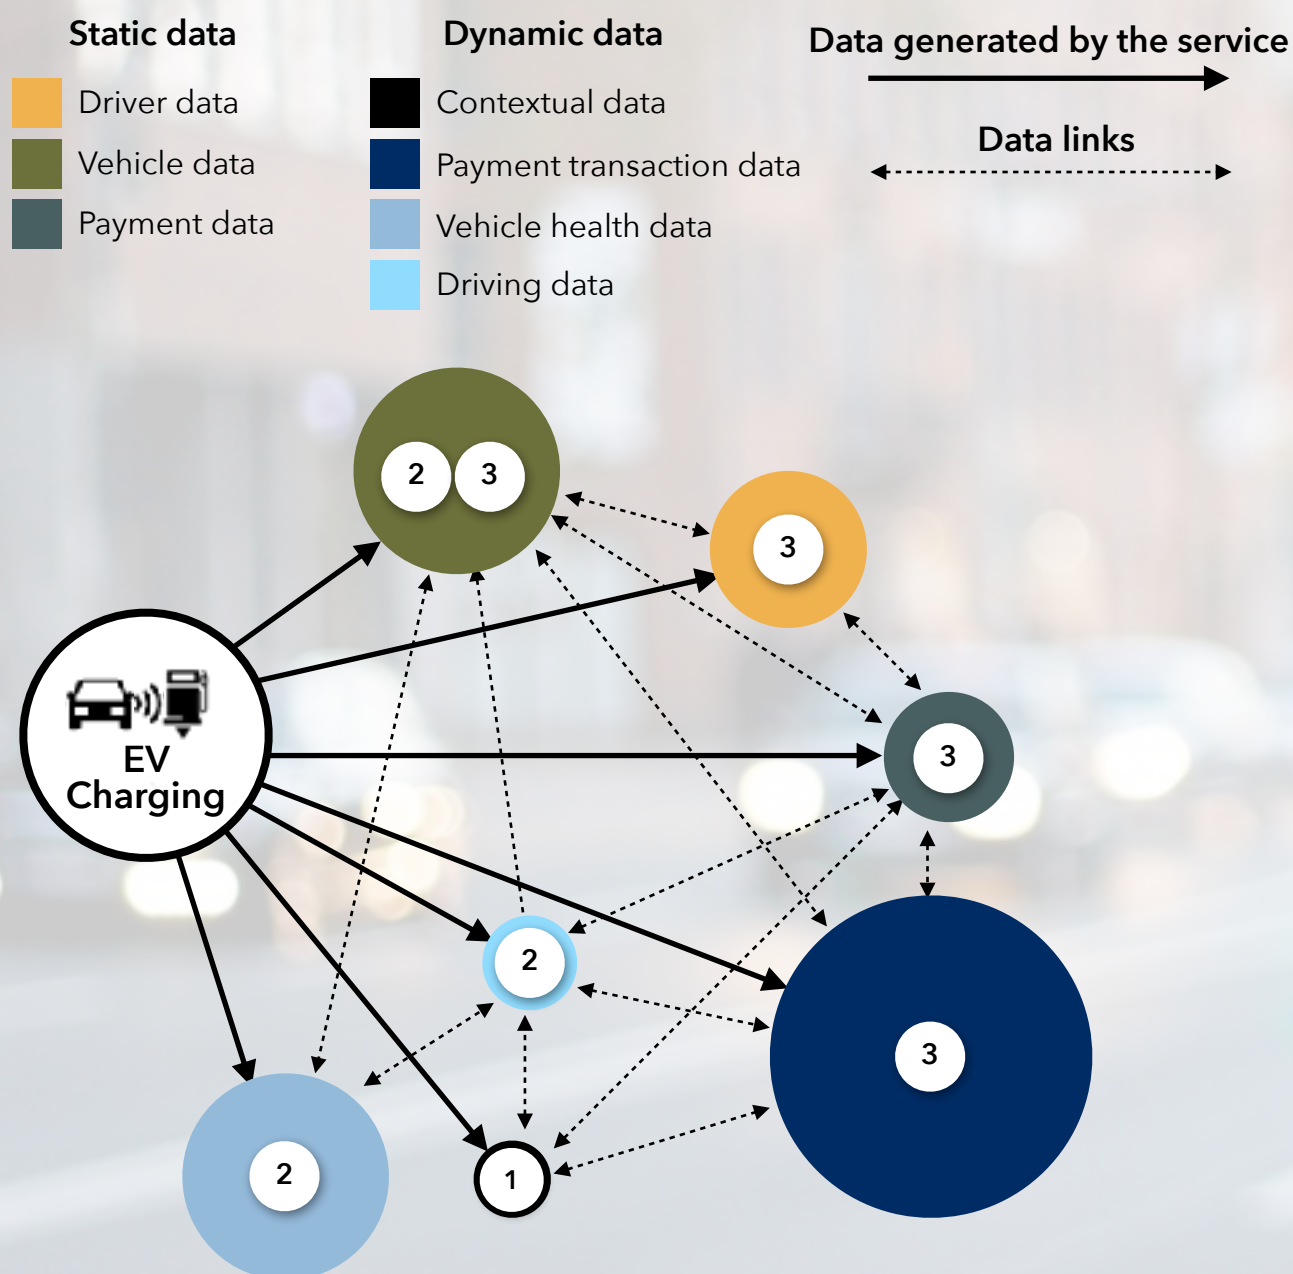 Static data
Driver data
Vehicle data
Payment data
Dynamic data
Contextual data
Payment transaction data
Vehicle health data
Driving data
Data generated by the service
Data links
2
3
3
EV
Charging
3
2
3
2
1